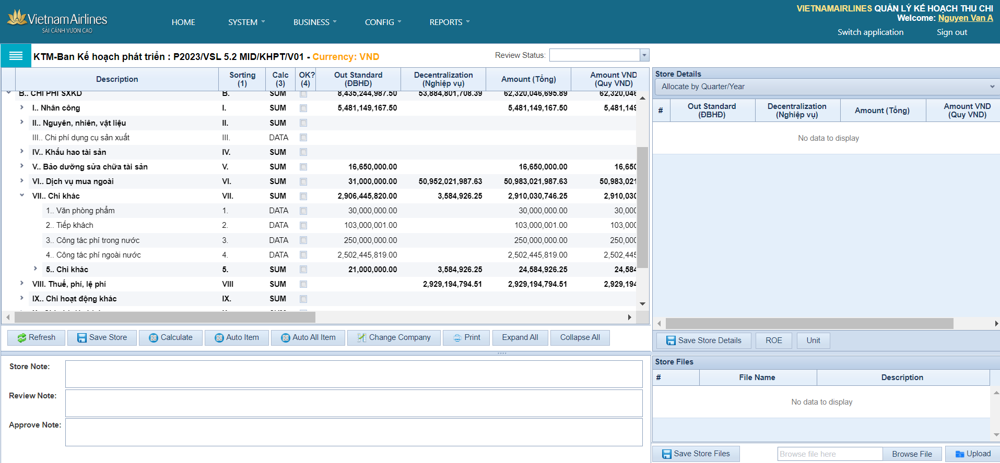 VietnamAirlines
SẢI CÁNH VƯƠN CAO
HOME
SYSTEM
BUSINESS
CONFIG
REPORTS
VIETNAMAIRLINES QUẢN LÝ KẾ HOẠCH THU CHI
Welcome: Nguyen Van A
Switch application
Sign out
KTM-Ban Kế hoạch phát triển : P2023/VSL 5.2 MID/KHPT/V01 - Currency: VND
Review Status:
Description
Sorting
(1)
Calc
(3)
OK?
(4)
Out Standard
(ĐBHĐ)
Decentralization
(Nghiệp vụ)
Amount (Tổng)
Amount VND
(Quy VND)
B.. CHI PHÍ SXKD B. SUM 8,435,244,987.50 53,884,801,708.39 62,320,046,695.89 62,320,046
I.. Nhân công I. SUM 5,481,149,167.50 5,481,149,167.50 5,481,149
II.. Nguyên, nhiên, vật liệu II. SUM
III.. Chi phí dụng cụ sản xuất III. DATA
IV.. Khấu hao tài sản IV. SUM
V.. Bảo dưỡng sửa chữa tài sản V. SUM 16,650,000.00 16,650,000.00 16,650
VI.. Dịch vụ mua ngoài VI. SUM 31,000,000.00 50,952,021,987.63 50,983,021,987.63 50,983,021
VII.. Chi khác VII. SUM 2,906,445,820.00 3,584,926.25 2,910,030,746.25 2,910,030
1.. Văn phòng phẩm 1. DATA 30,000,000.00 30,000,000.00 30,000
2.. Tiếp khách 2. DATA 103,000,001.00 103,000,001.00 103,000
3.. Công tác phí trong nước 3. DATA 250,000,000.00 250,000,000.00 250,000
4.. Công tác phí ngoài nước 4. DATA 2,502,445,819.00 2,502,445,819.00 2,502,445
5.. Chi khác 5. SUM 21,000,000.00 3,584,926.25 24,584,926.25 24,584
VIII. Thuế, phí, lệ phí VIII SUM 2,929,194,794.51 2,929,194,794.51 2,929,194
IX.. Chi hoạt động khác IX. SUM
Refresh
Save Store
Calculate
Auto Item
Auto All Item
Change Company
Print
Expand All
Collapse All
Store Note:
Review Note:
Approve Note:
Store Details
Allocate by Quarter/Year
#
Out Standard
(ĐBHĐ)
Decentralization
(Nghiệp vụ)
Amount (Tổng)
Amount VND
(Quy VND)
No data to display
Save Store Details
ROE
Unit
Store Files
#
File Name
Description
No data to display
Save Store Files
Browse file here
Browse File
Upload